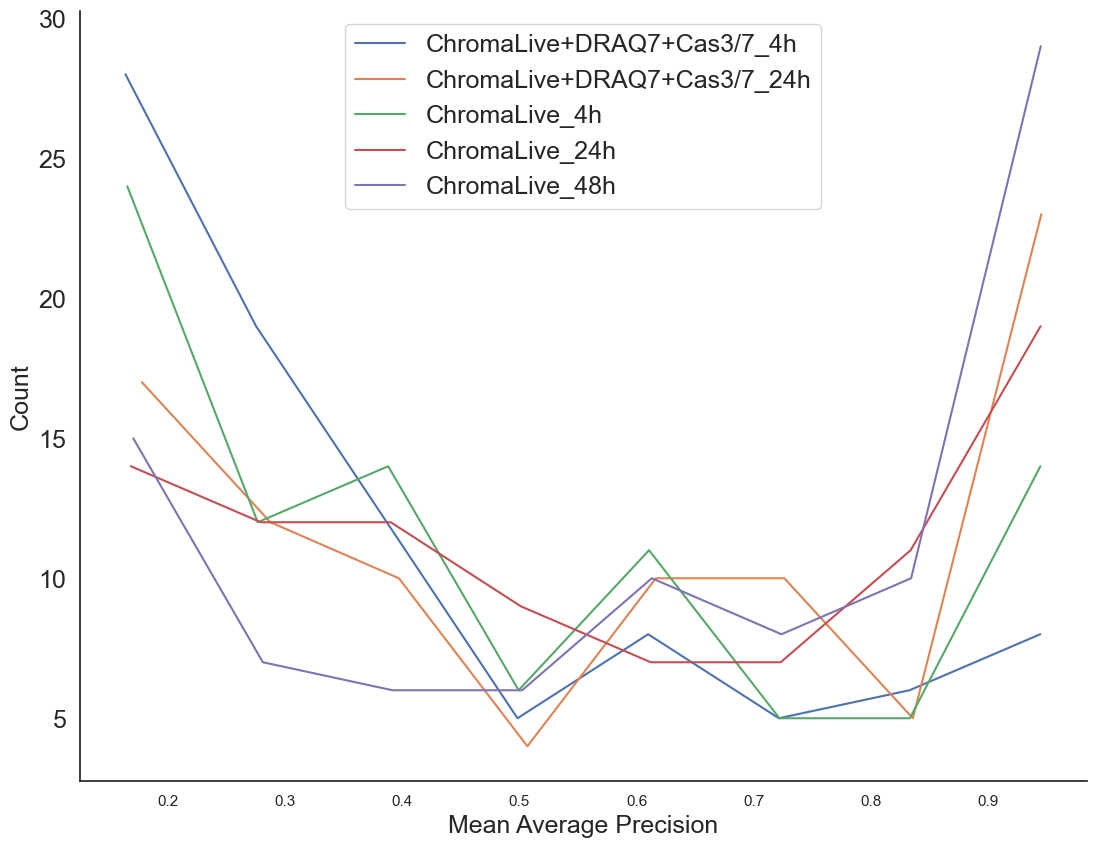 30
25
20
15
10
5
Count
ChromaLive+DRAQ7+Cas3/7_4h
ChromaLive+DRAQ7+Cas3/7_24h
ChromaLive_4h
ChromaLive_24h
ChromaLive_48h
0.2 0.3 0.4 0.5 0.6 0.7 0.8 0.9
Mean Average Precision